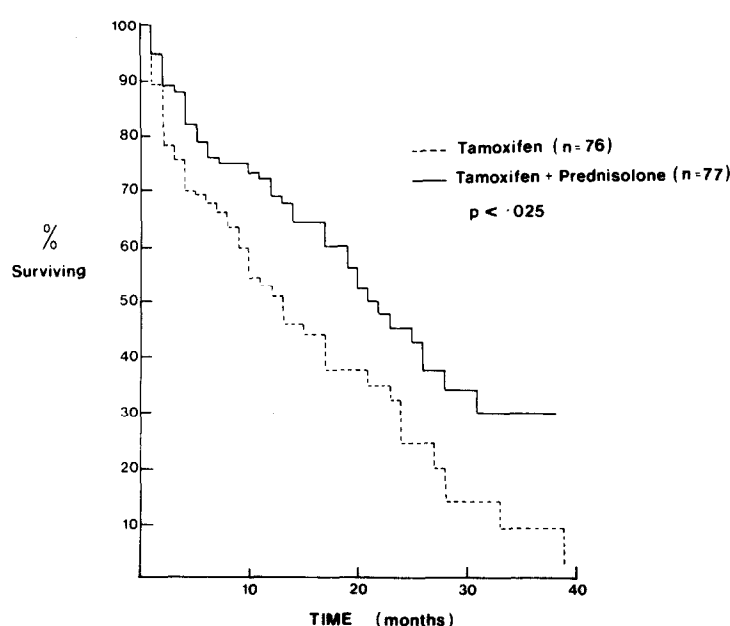 100
90
80
70
60
50
40
30
20
10
%
Surviving
Tamoxifen (n=76)
Tamoxifen + Prednisolone (n=77)
p < ·025
10 20 30 40
TIME (months)